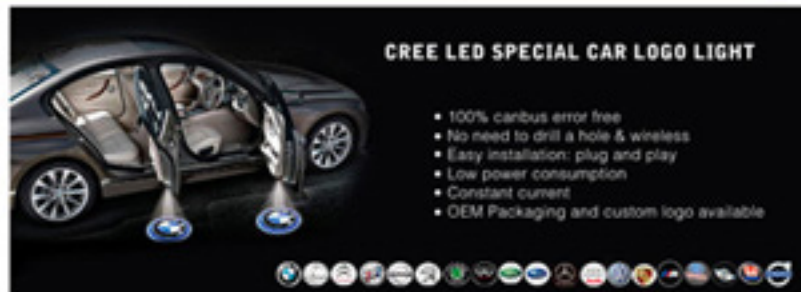 CREE LED SPECIAL CAR LOGO LIGHT
• 100% canbus error free
• No need to drill a hole & wireless
• Easy installation: plug and play
• Low power consumption
• Constant current
• OEM Packaging and custom logo available